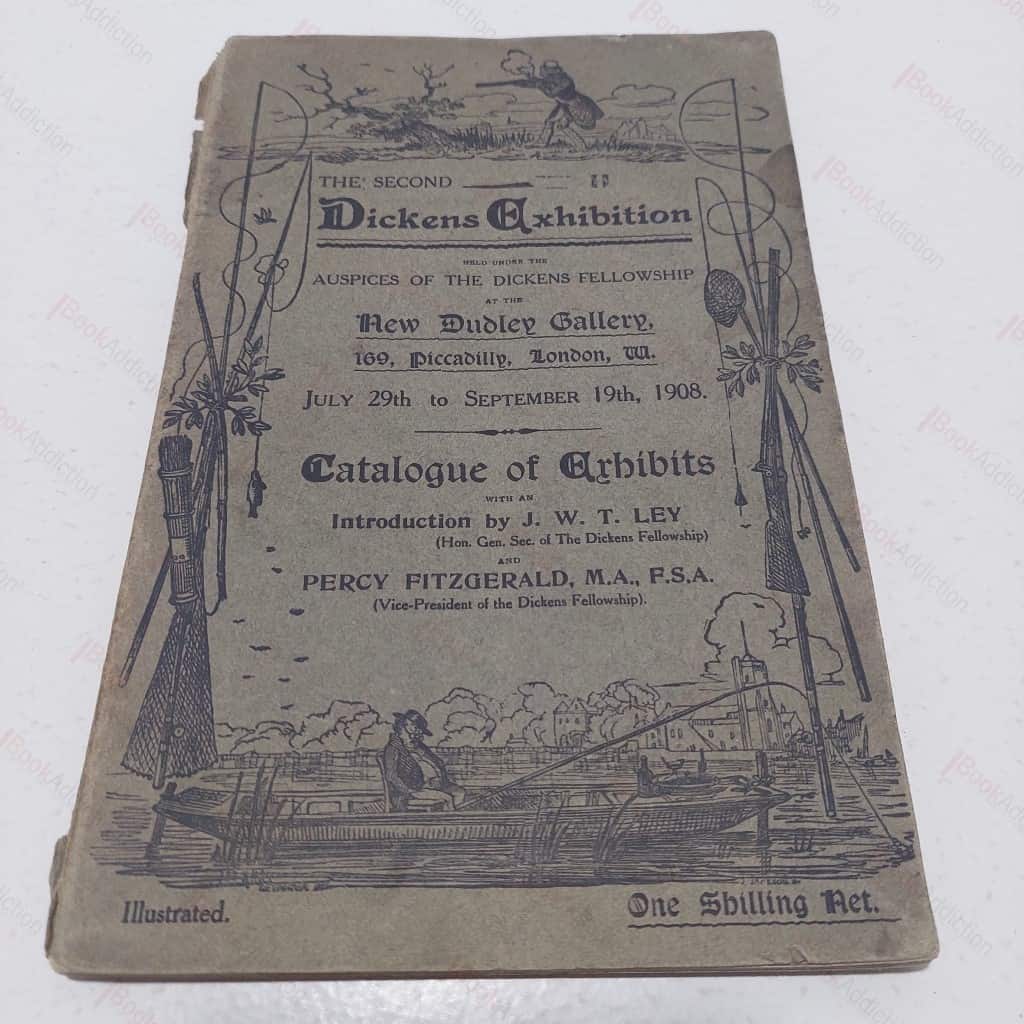 THE SECOND
Dickens Exhibition
HELD UNDER THE
AUSPICES OF THE DICKENS FELLOWSHIP
AT THE
New Dudley Gallery,
169, Piccadilly, London, W.
JULY 29th to SEPTEMBER 19th, 1908.
Catalogue of Exhibits
WITH AN
Introduction by J. W. T. LEY
(Hon. Gen. Sec. of The Dickens Fellowship)
AND
PERCY FITZGERALD, M.A., F.S.A.
(Vice-President of the Dickens Fellowship).
Illustrated.
One Shilling Net.
BookAddiction